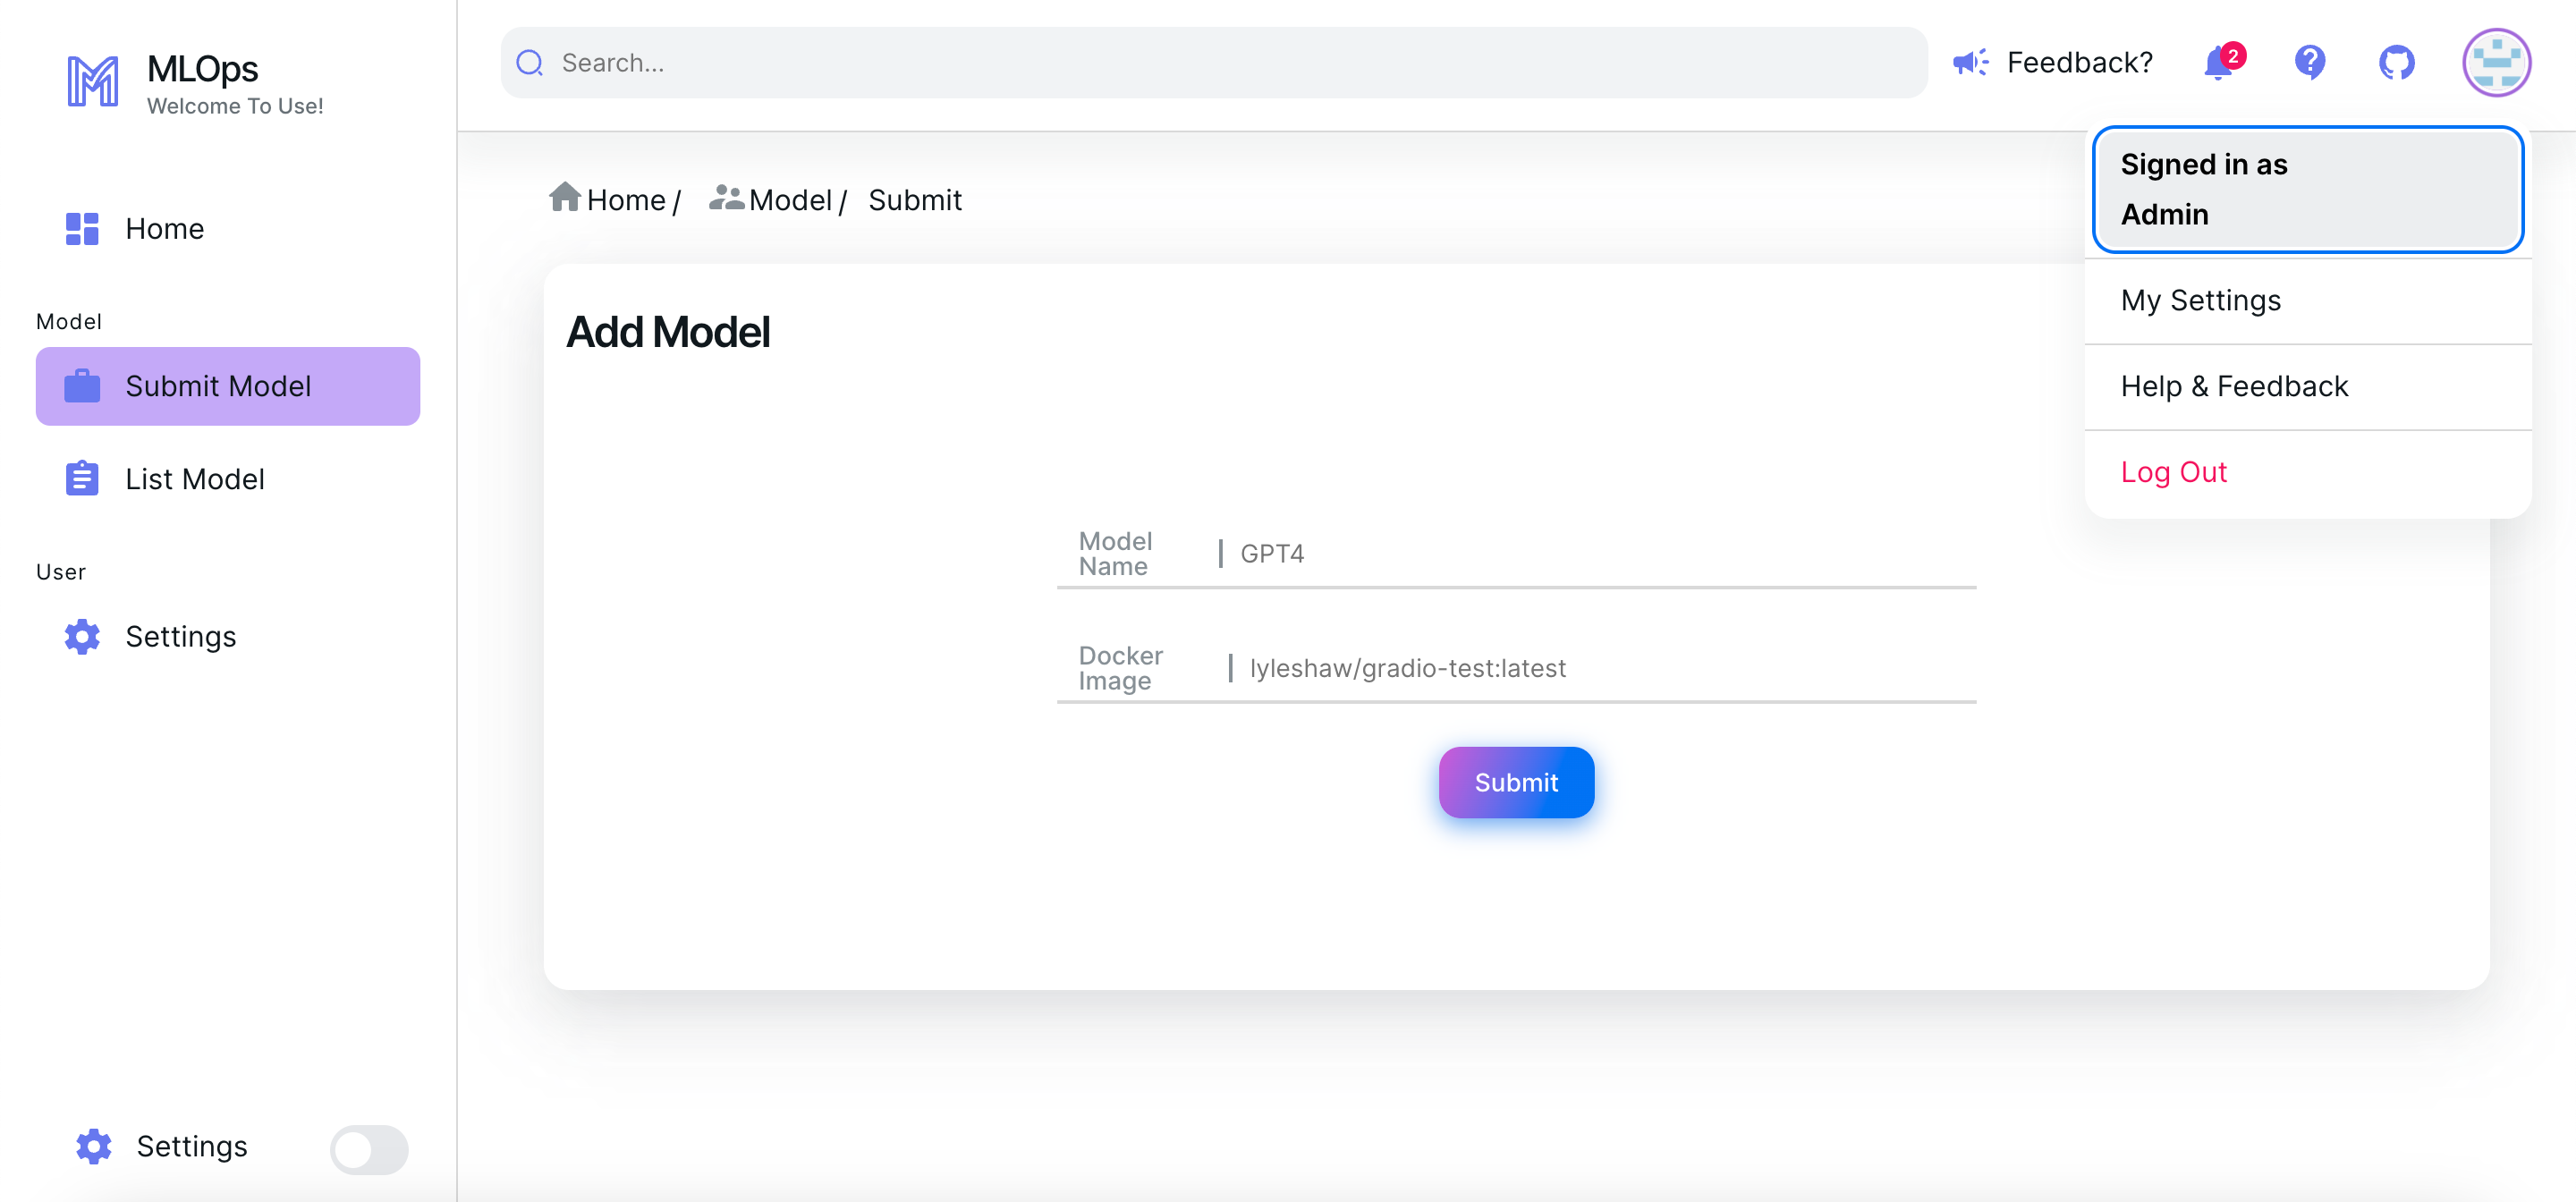 MLOps
Welcome To Use!
Home
Model
Submit Model
List Model
User
Settings
Settings
Search...
Feedback?
2
Home / Model / Submit
Signed in as
Admin
My Settings
Help & Feedback
Log Out
Add Model
Model
Name
GPT4
Docker
Image
lyleshaw/gradio-test:latest
Submit